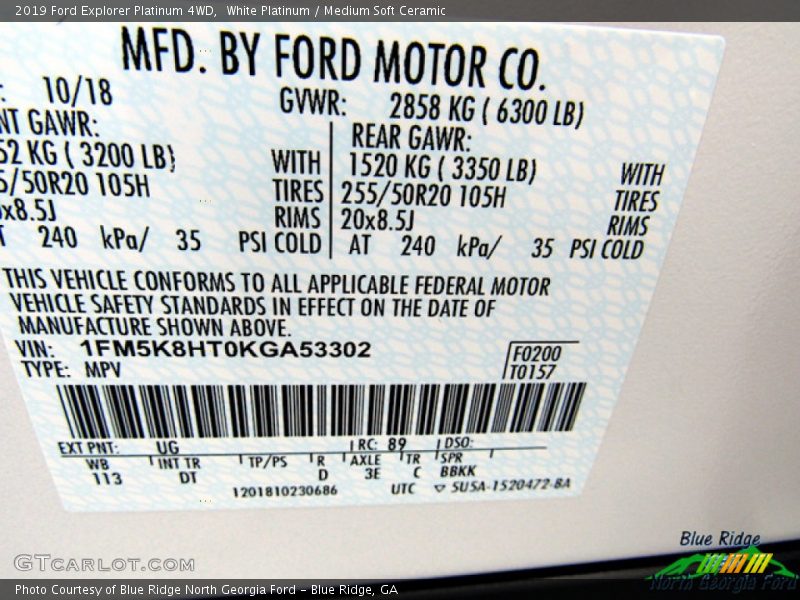 2019 Ford Explorer Platinum 4WD, White Platinum / Medium Soft Ceramic
MFD. BY FORD MOTOR CO.
: 10/18
GVWR: 2858 KG ( 6300 LB)
NT GAWR:
52 KG ( 3200 LB)
5/50R20 105H
0x8.5J
T 240 kPa/ 35 PSI COLD
WITH
TIRES
RIMS
REAR GAWR:
1520 KG ( 3350 LB) WITH
255/50R20 105H TIRES
20x8.5J RIMS
AT 240 kPa/ 35 PSI COLD
THIS VEHICLE CONFORMS TO ALL APPLICABLE FEDERAL MOTOR
VEHICLE SAFETY STANDARDS IN EFFECT ON THE DATE OF
MANUFACTURE SHOWN ABOVE.
VIN: 1FM5K8HT0KGA53302
TYPE: MPV
F0200
T0157
EXT PNT: UG RC: 89 DSO:
WB INT TR TP/PS R AXLE TR SPR
113 DT D 3E C BBKK
1201810230686 UTC ▽ 5U5A-1520472-BA
GTCARLOT.COM
Blue Ridge
North Georgia Ford
Photo Courtesy of Blue Ridge North Georgia Ford - Blue Ridge, GA